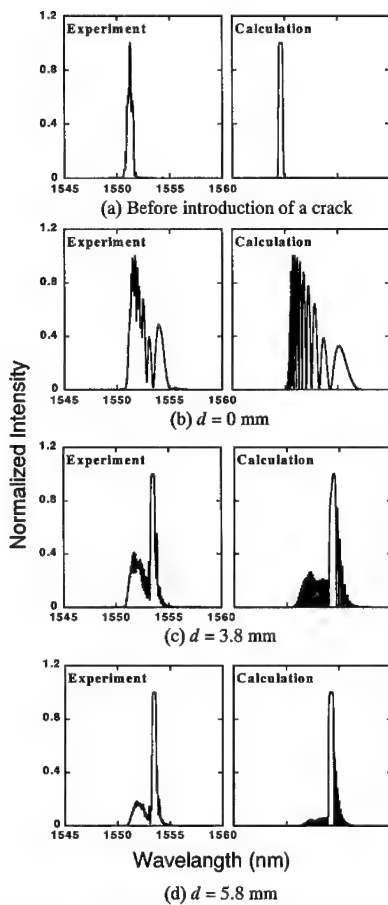 Experiment Calculation
1.2
0.8
0.4
0
1545 1550 1555 1560
(a) Before introduction of a crack
Experiment Calculation
1.2
0.8
0.4
0
1545 1550 1555 1560
(b) d = 0 mm
Normalized Intensity
Experiment Calculation
1.2
0.8
0.4
0
1545 1550 1555 1560
(c) d = 3.8 mm
Experiment Calculation
1.2
0.8
0.4
0
1545 1550 1555 1560
Wavelangth (nm)
(d) d = 5.8 mm